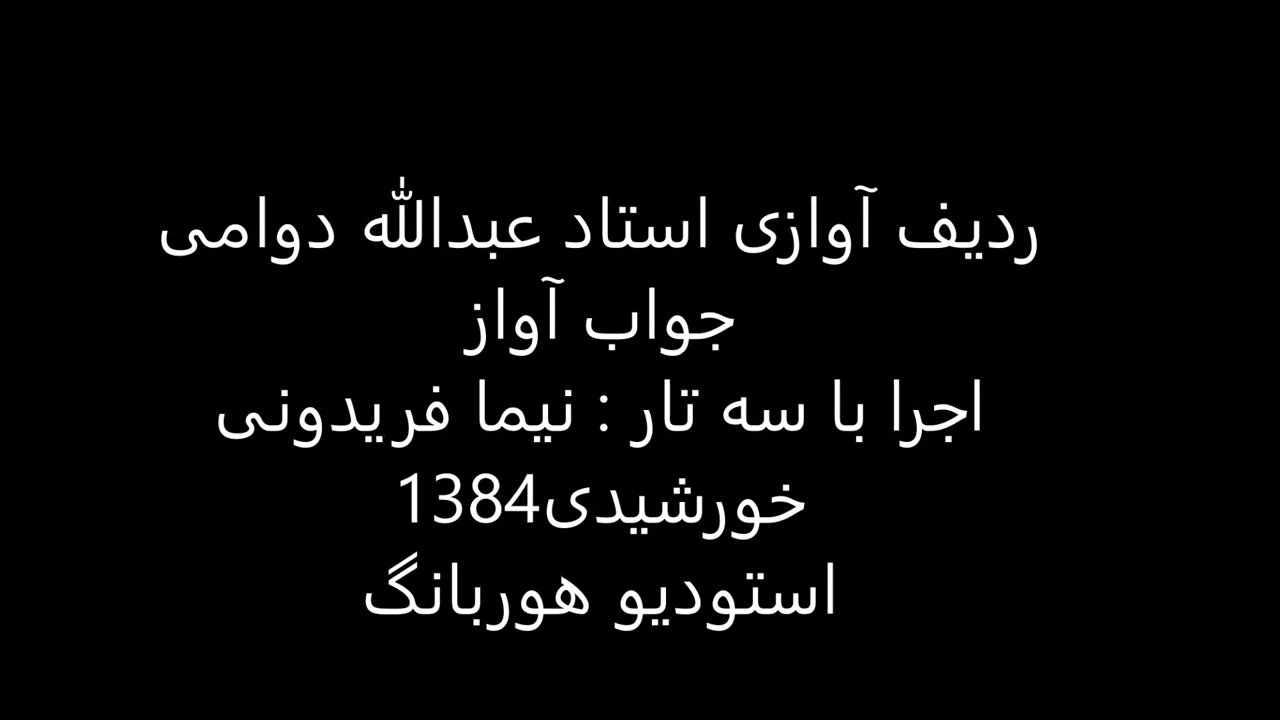 ردیف آوازی استاد عبدالله دوامی
جواب آواز
اجرا با سه تار : نیما فریدونی
خورشیدی1384
استودیو هوربانگ